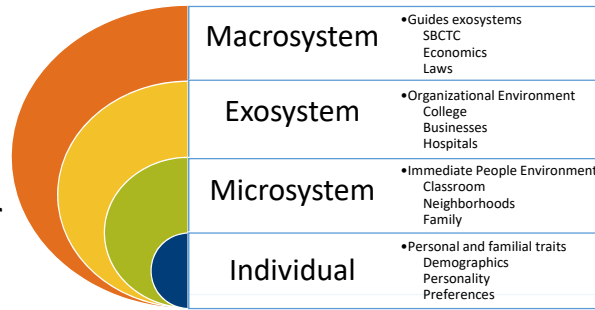 Macrosystem
•Guides exosystems
SBCTC
Economics
Laws
Exosystem
•Organizational Environment
College
Businesses
Hospitals
Microsystem
•Immediate People Environment
Classroom
Neighborhoods
Family
Individual
•Personal and familial traits
Demographics
Personality
Preferences